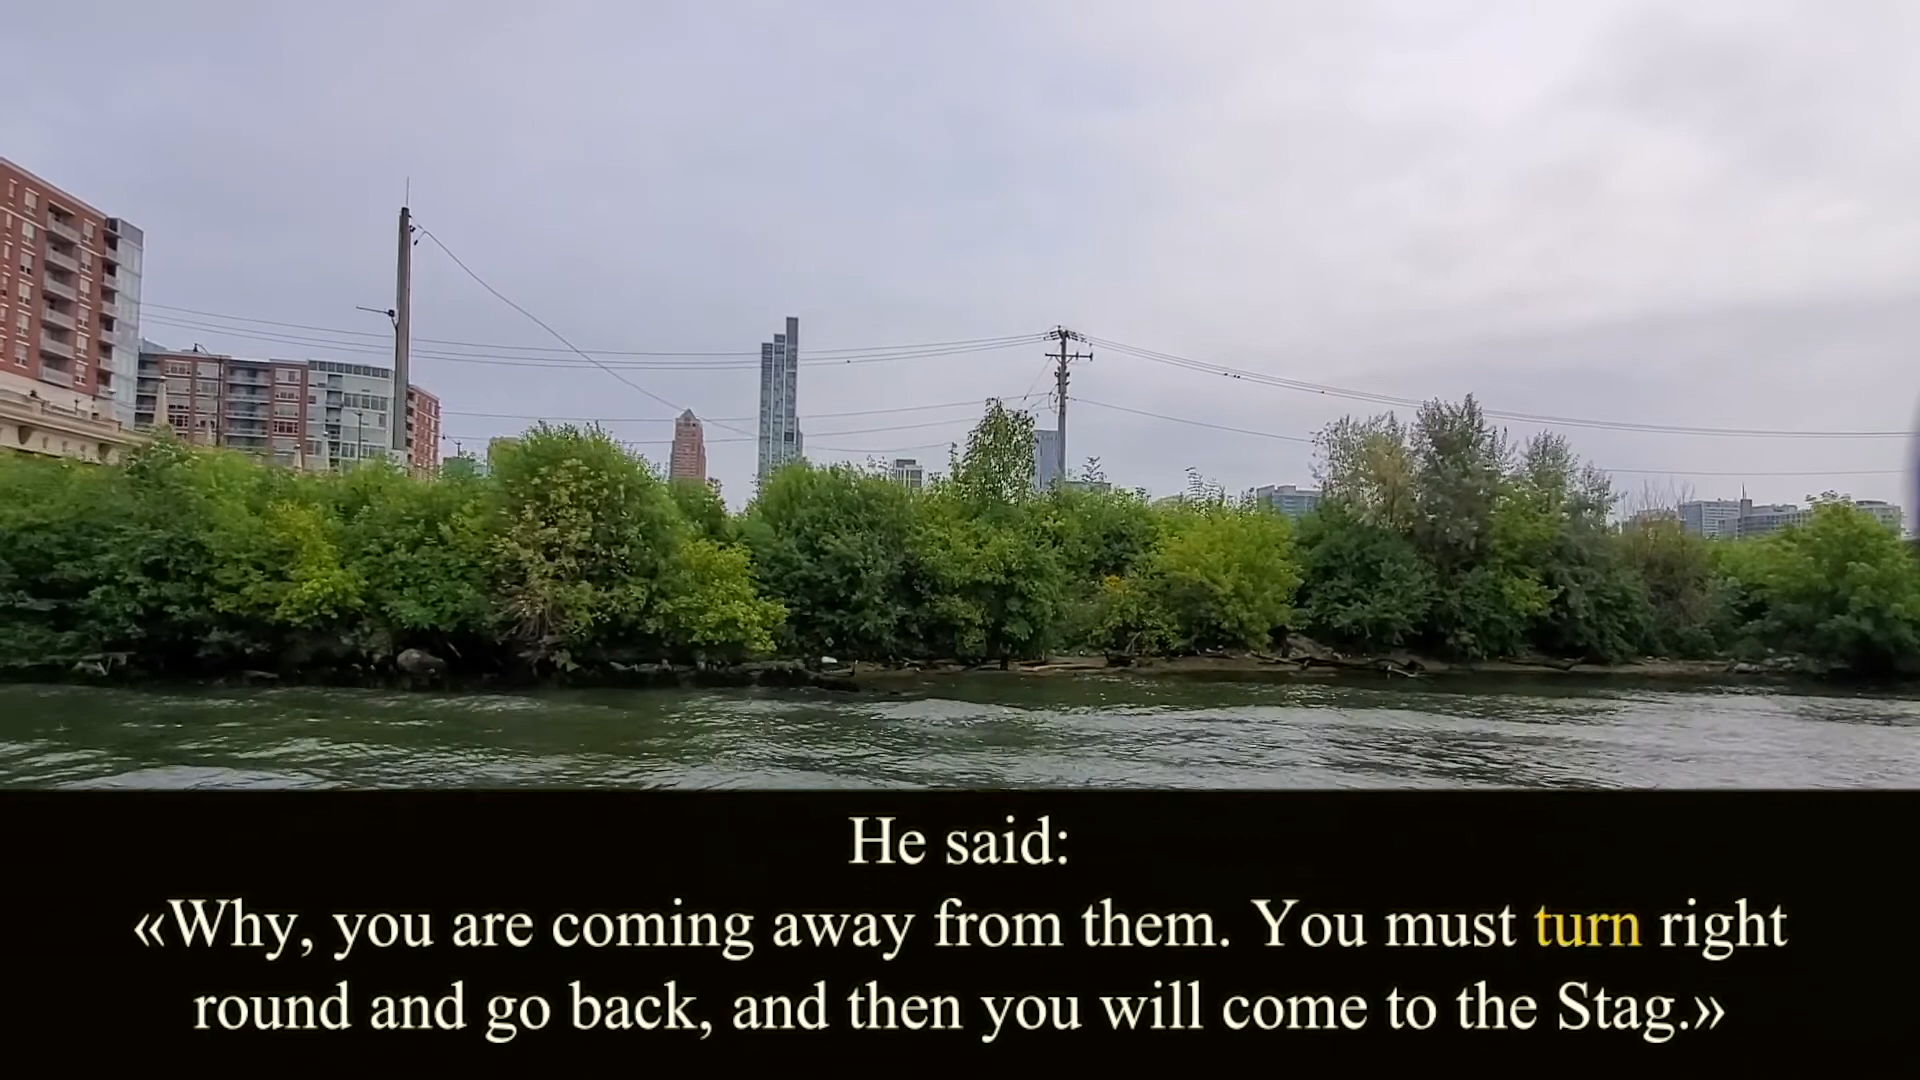 He said:
«Why, you are coming away from them. You must turn right
round and go back, and then you will come to the Stag.»